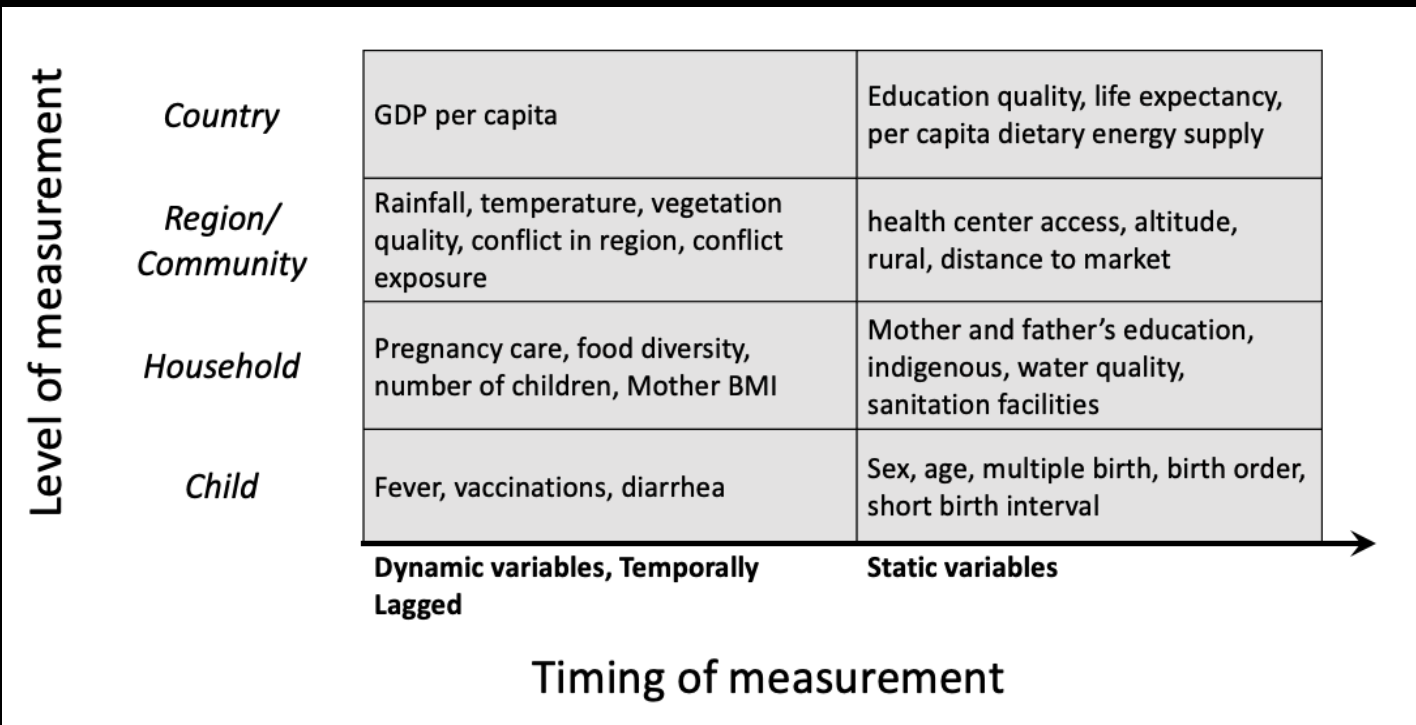 Level of measurement
Country
GDP per capita
Education quality, life expectancy,
per capita dietary energy supply
Region/
Community
Rainfall, temperature, vegetation
quality, conflict in region, conflict
exposure
health center access, altitude,
rural, distance to market
Household
Pregnancy care, food diversity,
number of children, Mother BMI
Mother and father’s education,
indigenous, water quality,
sanitation facilities
Child
Fever, vaccinations, diarrhea
Sex, age, multiple birth, birth order,
short birth interval
Dynamic variables, Temporally
Lagged
Static variables
Timing of measurement